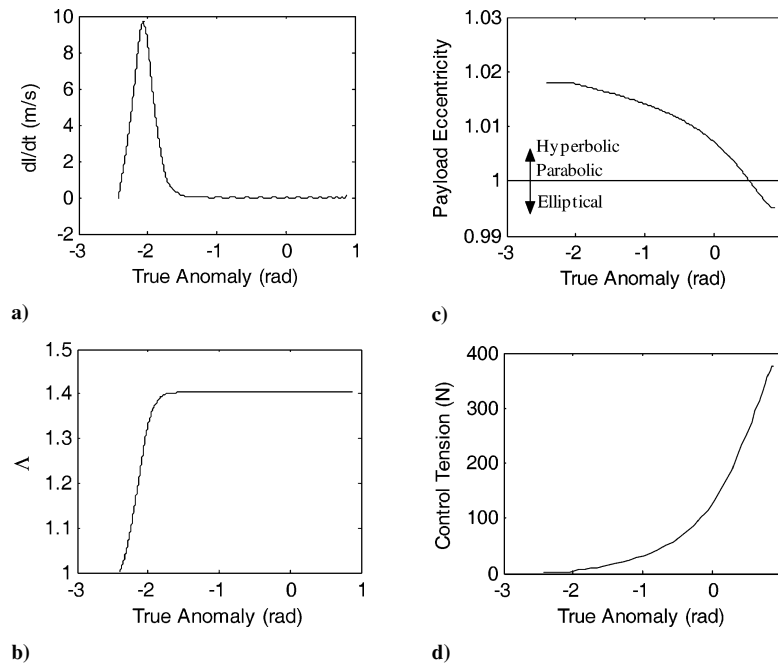 10
8
6
4
2
0
-2
dl/dt (m/s)
-3 -2 -1 0 1
True Anomaly (rad)
a)
1.03
1.02
1.01
1
0.99
Payload Eccentricity
Hyperbolic
Parabolic
Elliptical
-3 -2 -1 0
True Anomaly (rad)
c)
1.5
1.4
1.3
1.2
1.1
1
Λ
-3 -2 -1 0 1
True Anomaly (rad)
b)
400
300
200
100
0
Control Tension (N)
-3 -2 -1 0
True Anomaly (rad)
d)